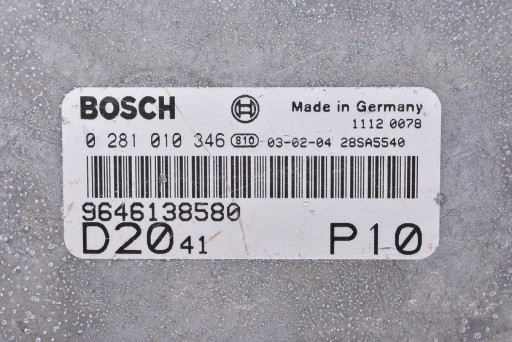 BOSCH Made in Germany
1112 0078
0 281 010 346 810 03-02-04 28SA5540
9646138580
D20 41 P10